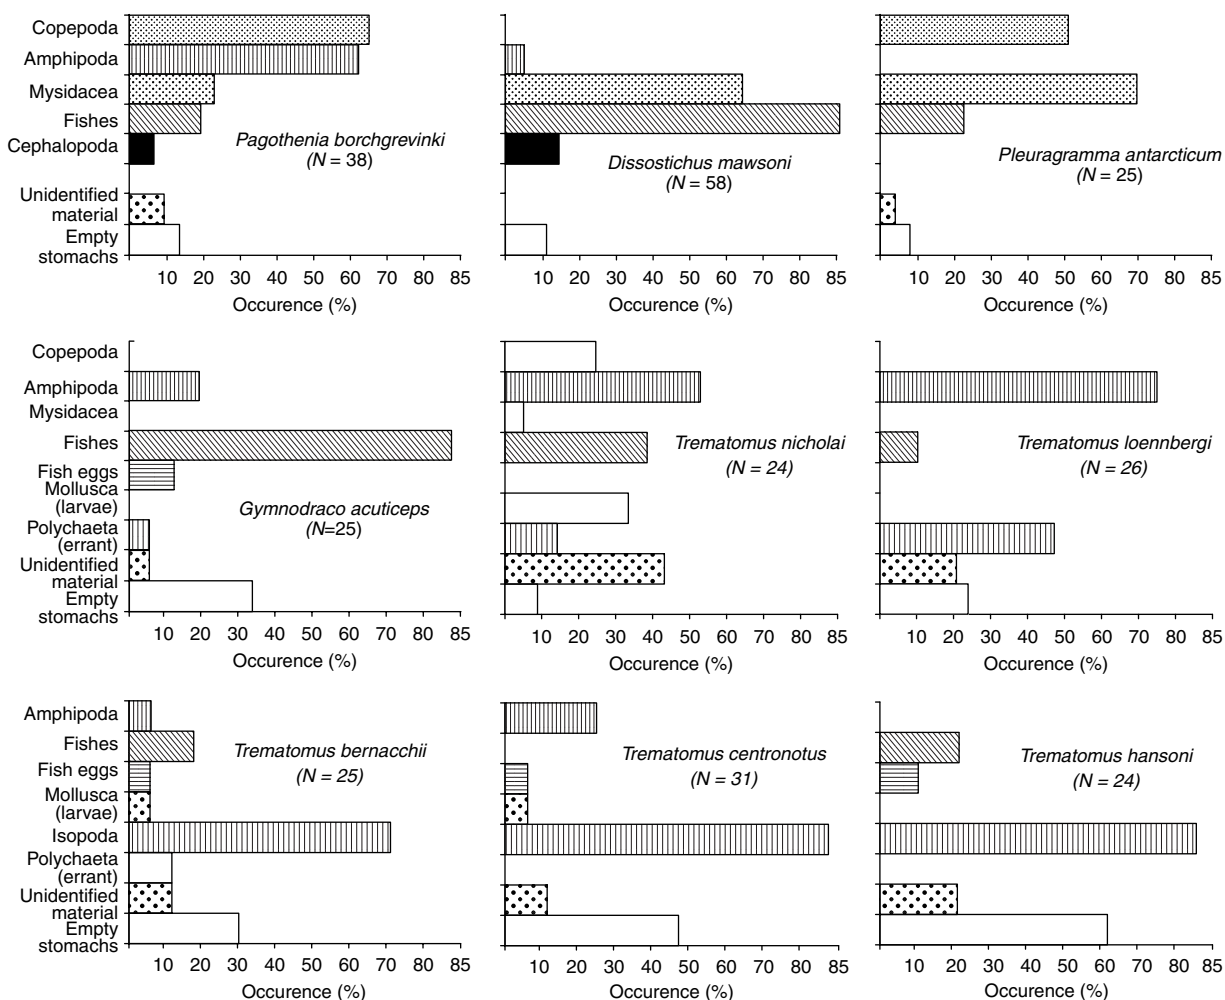 Copepoda
Amphipoda
Mysidacea
Fishes
Cephalopoda
Unidentified
material
Empty
stomachs
Pagothenia borchgrevinki
(N = 38)
10 20 30 40 50 60 70 80 85
Occurence (%)
Dissostichus mawsoni
(N = 58)
10 20 30 40 50 60 70 80 85
Occurence (%)
Pleuragramma antarcticum
(N = 25)
10 20 30 40 50 60 70 80 85
Occurence (%)
Copepoda
Amphipoda
Mysidacea
Fishes
Fish eggs
Mollusca
(larvae)
Polychaeta
(errant)
Unidentified
material
Empty
stomachs
Gymnodraco acuticeps
(N=25)
10 20 30 40 50 60 70 80 85
Occurence (%)
Trematomus nicholai
(N = 24)
10 20 30 40 50 60 70 80 85
Occurence (%)
Trematomus loennbergi
(N = 26)
10 20 30 40 50 60 70 80 85
Occurence (%)
Amphipoda
Fishes
Fish eggs
Mollusca
(larvae)
Isopoda
Polychaeta
(errant)
Unidentified
material
Empty
stomachs
Trematomus bernacchii
(N = 25)
10 20 30 40 50 60 70 80 85
Occurence (%)
Trematomus centronotus
(N = 31)
10 20 30 40 50 60 70 80 85
Occurence (%)
Trematomus hansoni
(N = 24)
10 20 30 40 50 60 70 80 85
Occurence (%)